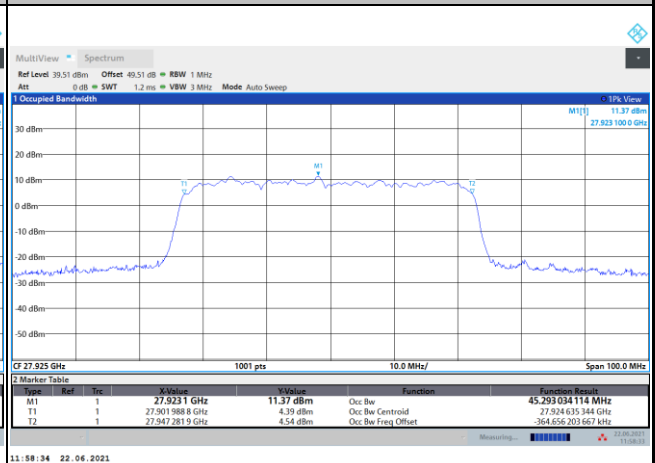 MultiView Spectrum
Ref Level 39.51 dBm Offset 49.51 dB RBW 1 MHz
Att 0 dB SWT 1.2 ms VBW 3 MHz Mode Auto Sweep
1 Occupied Bandwidth 1Pk View
M1[1] 11.37 dBm
27.923 100 0 GHz
30 dBm
20 dBm
M1
10 dBm
T1
T2
0 dBm
-10 dBm
-20 dBm
-30 dBm
-40 dBm
-50 dBm
CF 27.925 GHz 1001 pts 10.0 MHz/ Span 100.0 MHz
2 Marker Table
Type Ref Trc X-Value Y-Value Function Function Result
M1 1 27.923 1 GHz 11.37 dBm Occ Bw 45.293 034 114 MHz
T1 1 27.901 988 8 GHz 4.39 dBm Occ Bw Centroid 27.924 635 344 GHz
T2 1 27.947 281 9 GHz 4.54 dBm Occ Bw Freq Offset -364.656 203 667 kHz
Measuring... 22.06.2021
11:58:33
11:58:34 22.06.2021